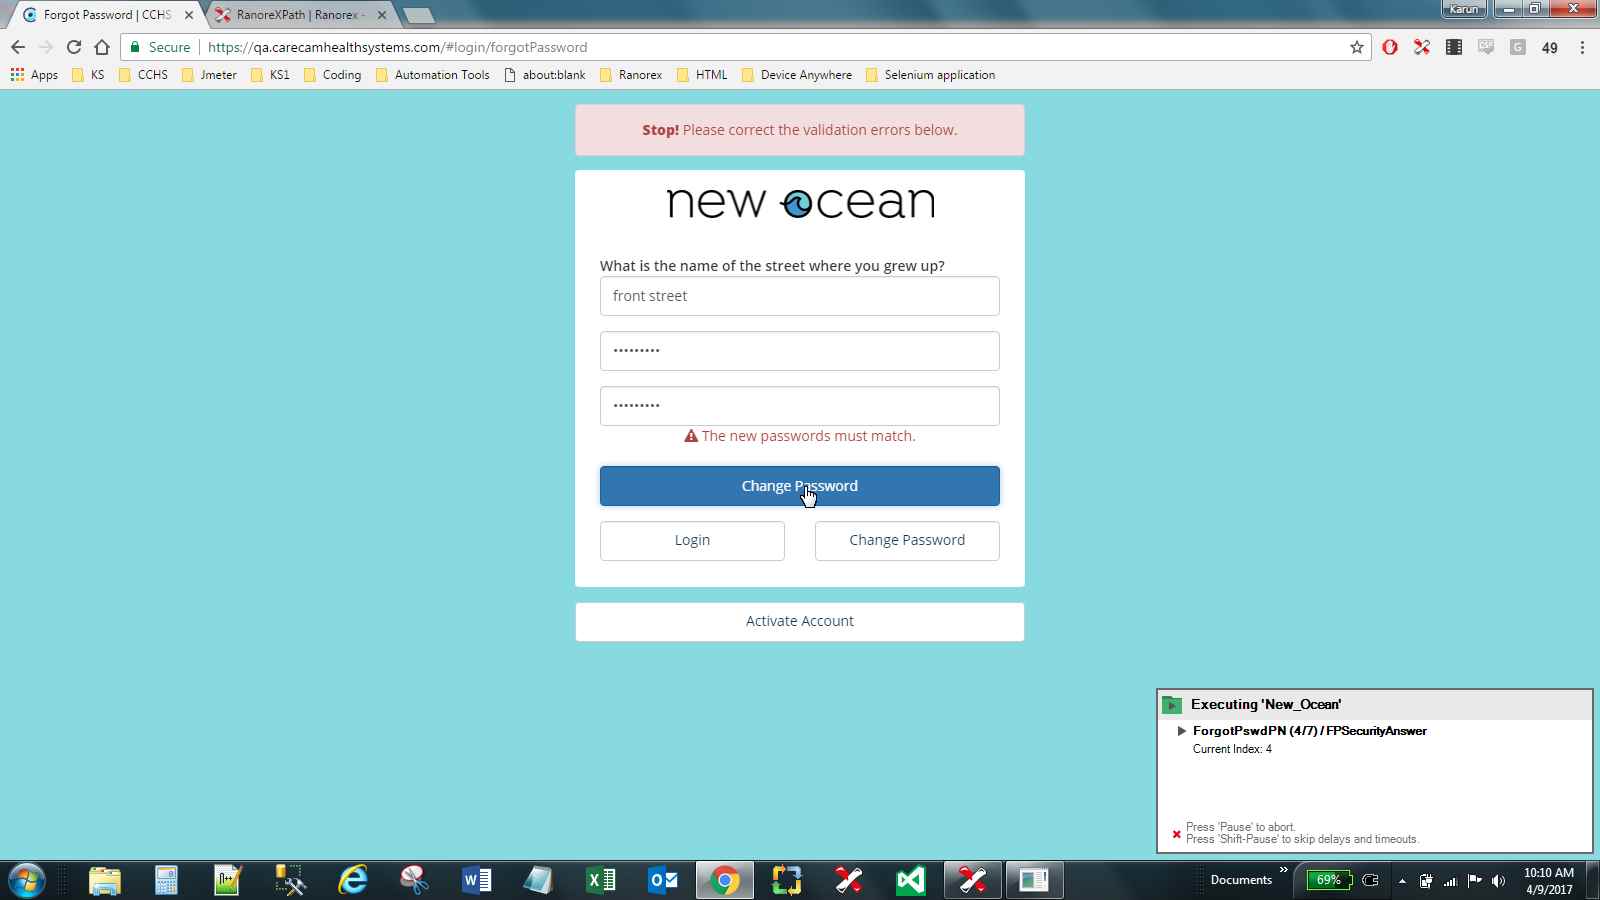 Forgot Password | CCHS
RanoreXPath | Ranorex -
Karun
Secure
https://qa.carecamhealthsystems.com/#login/forgotPassword
CSP
G
49
Apps
KS
CCHS
Jmeter
KS1
Coding
Automation Tools
about:blank
Ranorex
HTML
Device Anywhere
Selenium application
Stop! Please correct the validation errors below.
new ocean
What is the name of the street where you grew up?
front street
•••••••••
•••••••••
The new passwords must match.
Change Password
Login
Change Password
Activate Account
Executing 'New_Ocean'
ForgotPswdPN (4/7) / FPSecurityAnswer
Current Index: 4
Press 'Pause' to abort.
Press 'Shift-Pause' to skip delays and timeouts.
Documents
»
69%
10:10 AM
4/9/2017